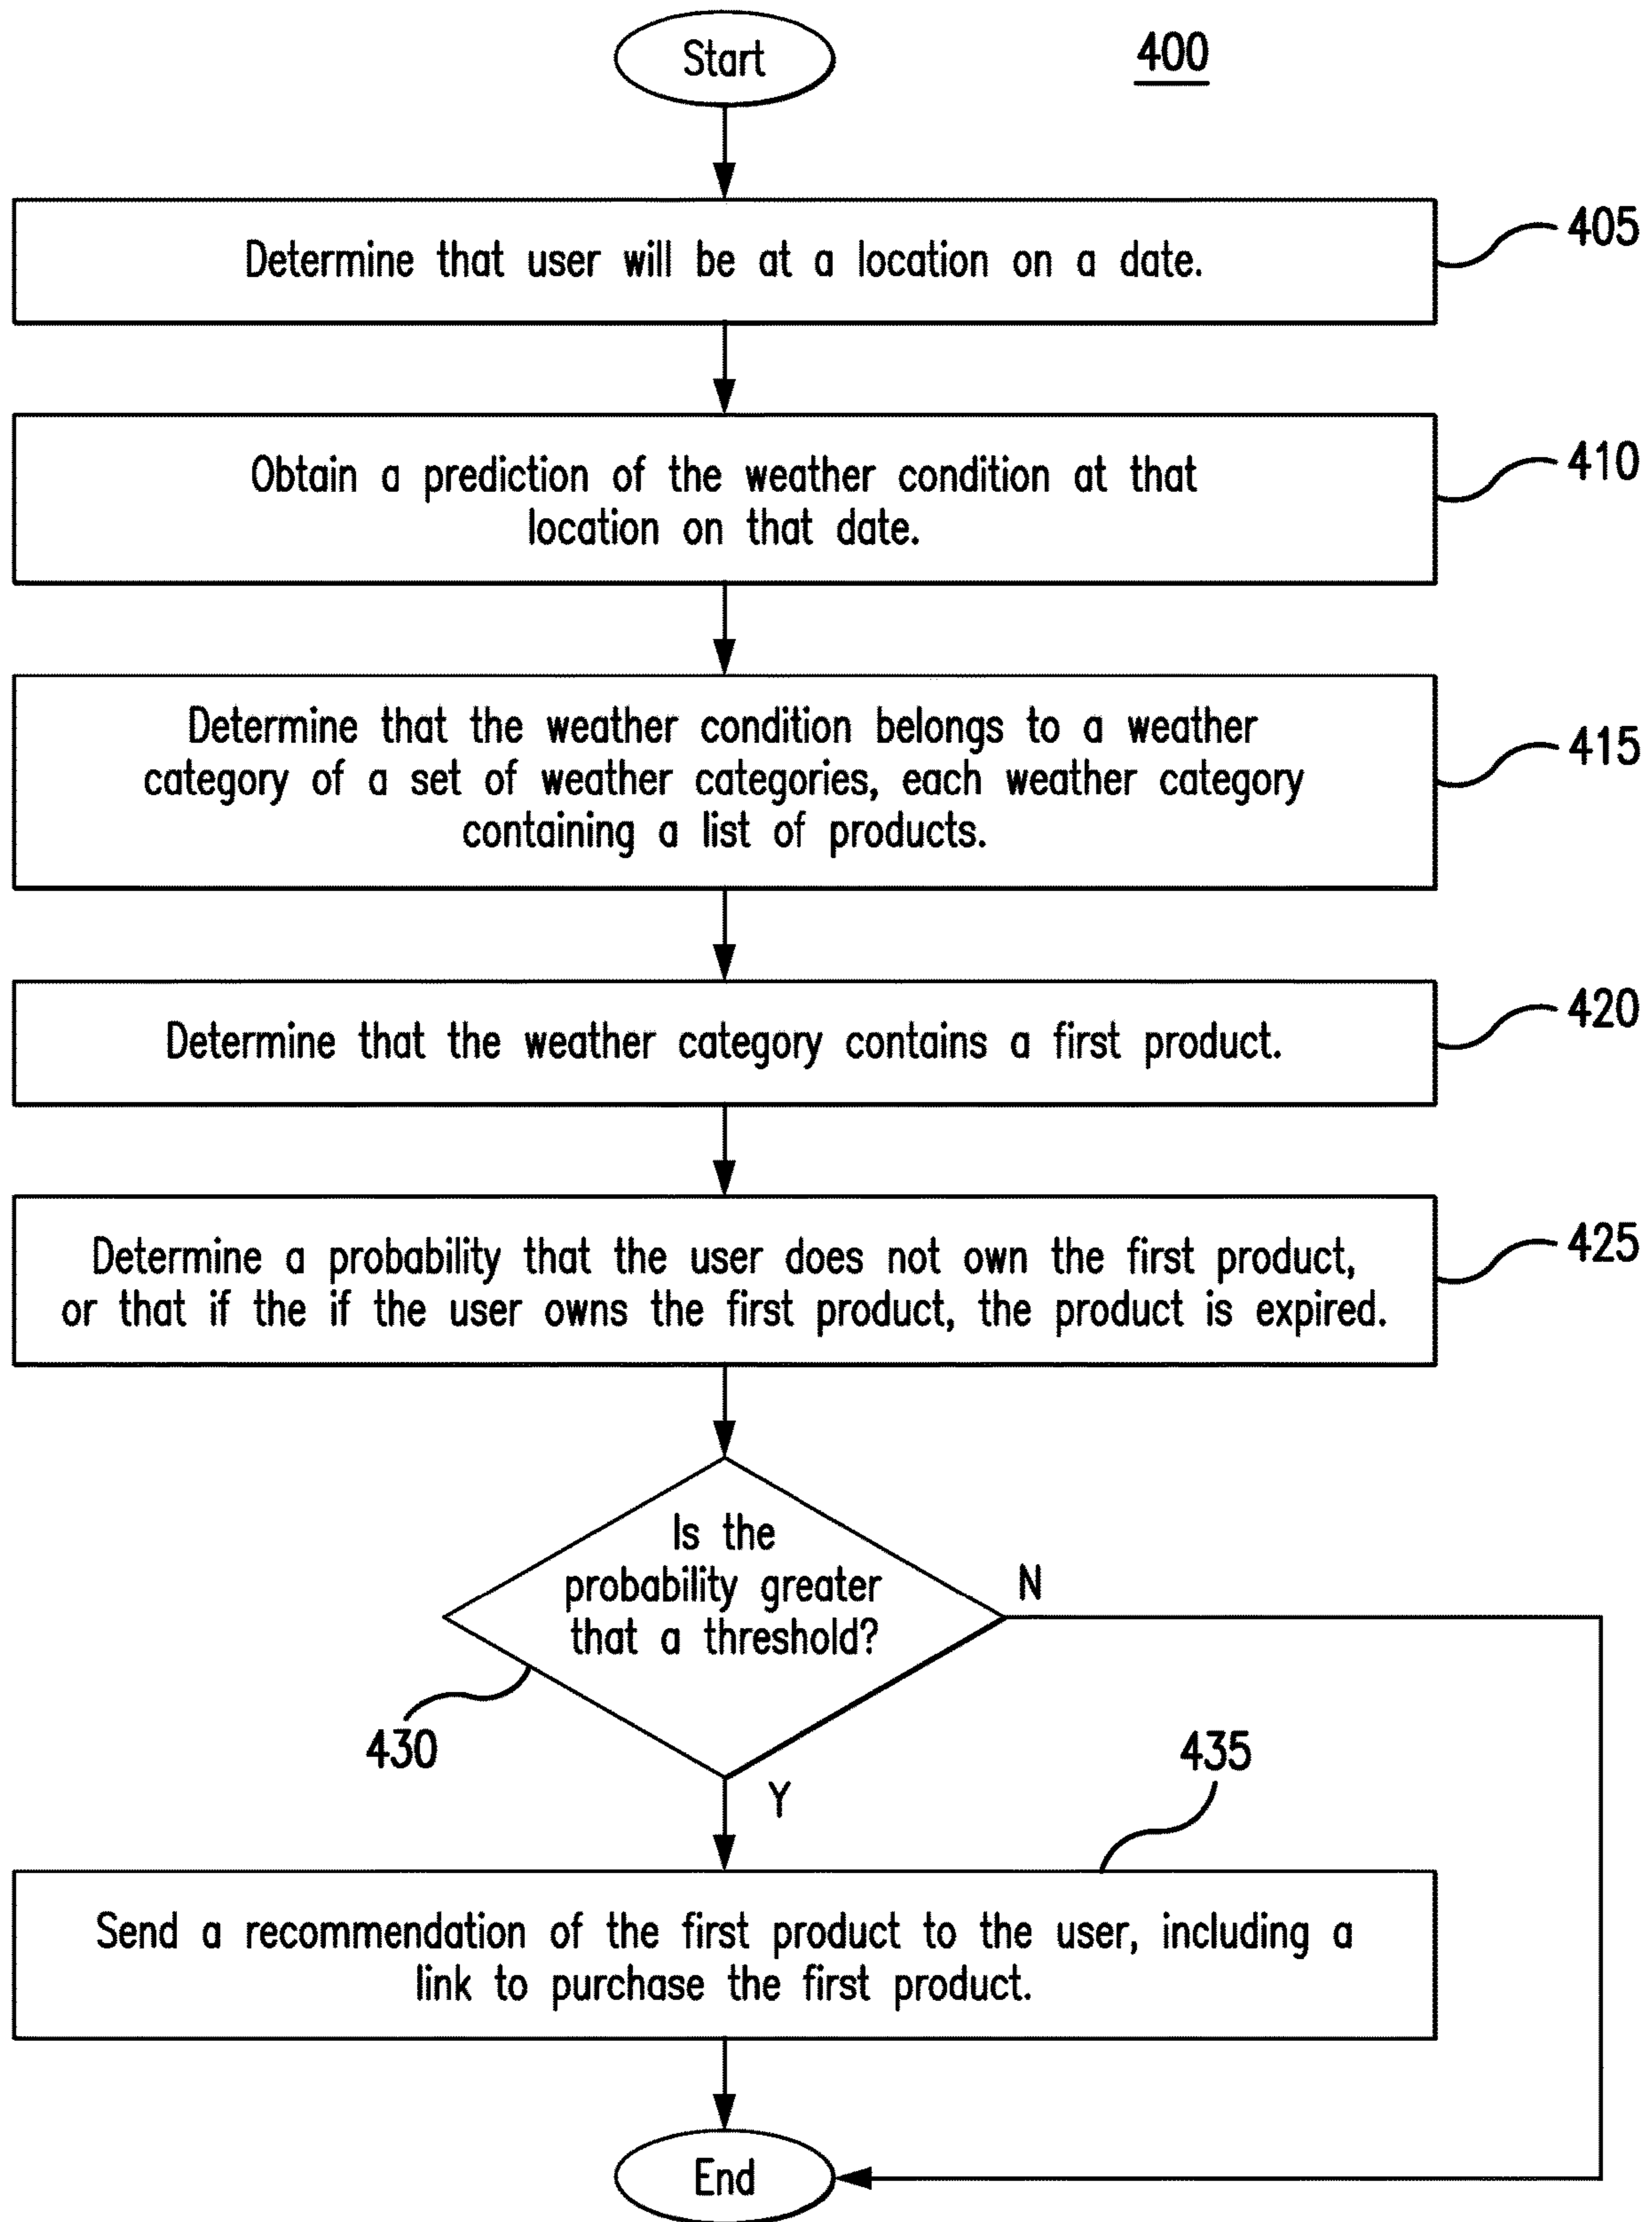 Start
400
Determine that user will be at a location on a date.
405
Obtain a prediction of the weather condition at that
location on that date.
410
Determine that the weather condition belongs to a weather
category of a set of weather categories, each weather category
containing a list of products.
415
Determine that the weather category contains a first product.
420
Determine a probability that the user does not own the first product,
or that if the if the user owns the first product, the product is expired.
425
Is the
probability greater
that a threshold?
N
430
Y
435
Send a recommendation of the first product to the user, including a
link to purchase the first product.
End